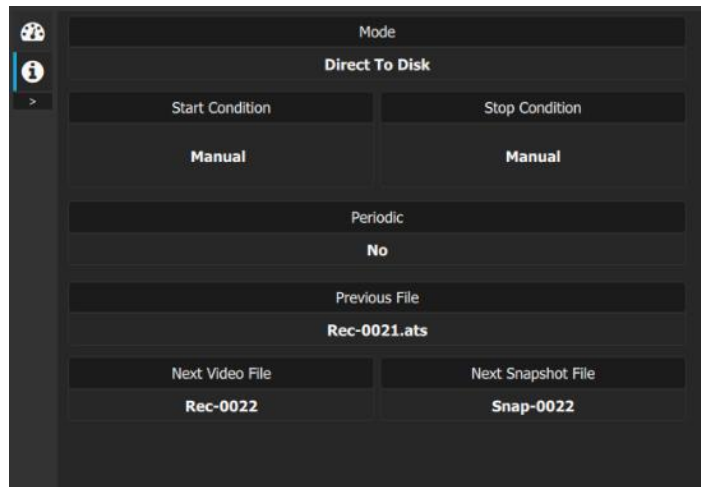 Mode
Direct To Disk
>
Start Condition Stop Condition
Manual Manual
Periodic
No
Previous File
Rec-0021.ats
Next Video File Next Snapshot File
Rec-0022 Snap-0022